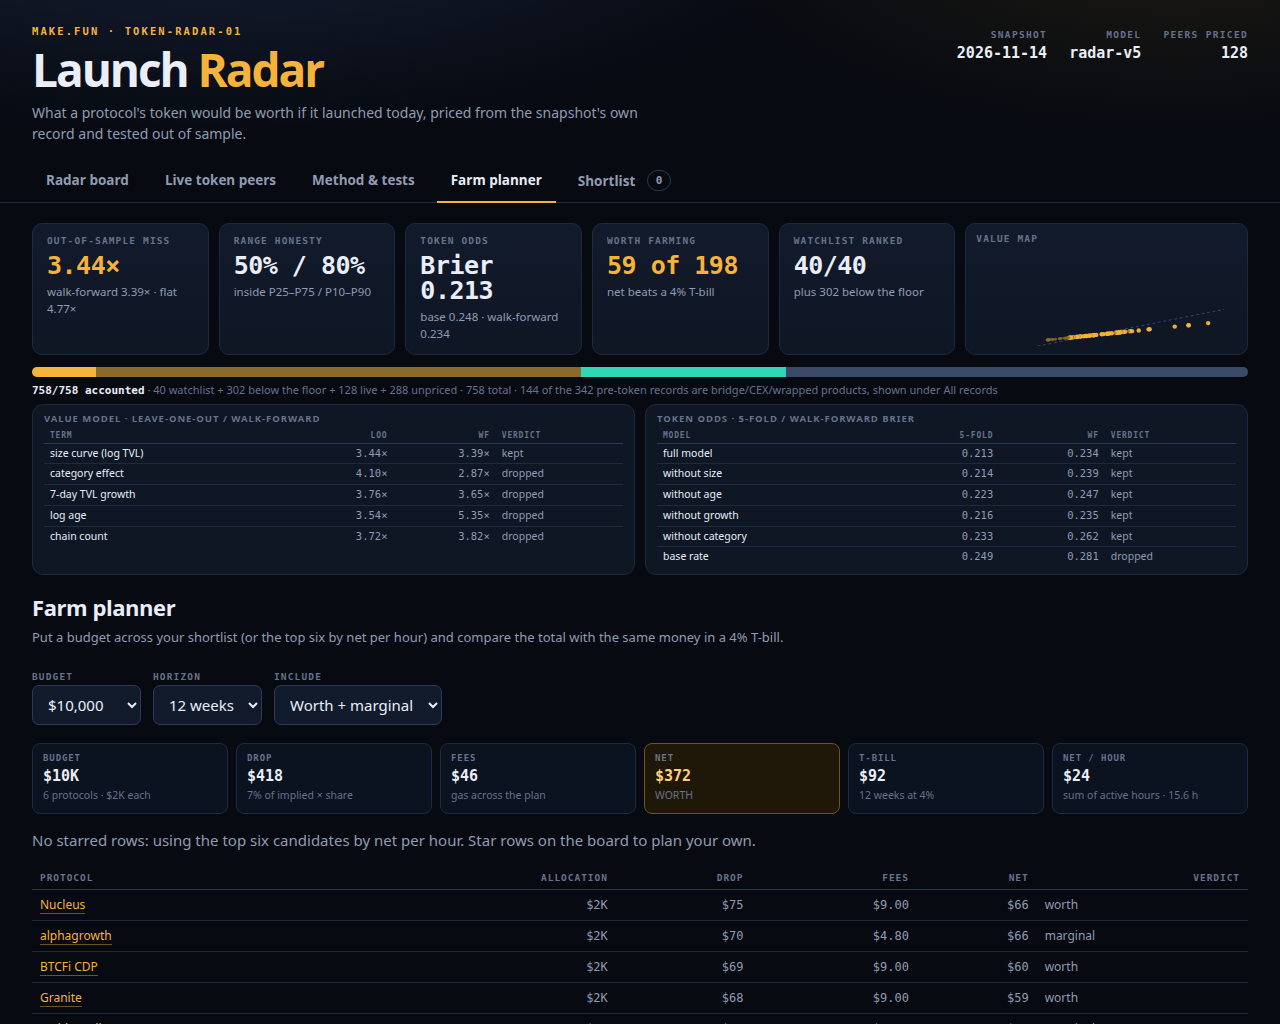 MAKE.FUN · TOKEN-RADAR-01
Launch Radar
What a protocol's token would be worth if it launched today, priced from the snapshot's own
record and tested out of sample.
SNAPSHOT
2026-11-14
MODEL
radar-v5
PEERS PRICED
128
Radar board
Live token peers
Method & tests
Farm planner
Shortlist 0
OUT-OF-SAMPLE MISS
3.44×
walk-forward 3.39× · flat
4.77×
RANGE HONESTY
50% / 80%
inside P25–P75 / P10–P90
TOKEN ODDS
Brier
0.213
base 0.248 · walk-forward
0.234
WORTH FARMING
59 of 198
net beats a 4% T-bill
WATCHLIST RANKED
40/40
plus 302 below the floor
VALUE MAP
758/758 accounted · 40 watchlist + 302 below the floor + 128 live + 288 unpriced = 758 total · 144 of the 342 pre-token records are bridge/CEX/wrapped products, shown under All records
VALUE MODEL · LEAVE-ONE-OUT / WALK-FORWARD
TERM LOO WF VERDICT
size curve (log TVL) 3.44× 3.39× kept
category effect 4.10× 2.87× dropped
7-day TVL growth 3.76× 3.65× dropped
log age 3.54× 5.35× dropped
chain count 3.72× 3.82× dropped
TOKEN ODDS · 5-FOLD / WALK-FORWARD BRIER
MODEL 5-FOLD WF VERDICT
full model 0.213 0.234 kept
without size 0.214 0.239 kept
without age 0.223 0.247 kept
without growth 0.216 0.235 kept
without category 0.233 0.262 kept
base rate 0.249 0.281 dropped
Farm planner
Put a budget across your shortlist (or the top six by net per hour) and compare the total with the same money in a 4% T-bill.
BUDGET
$10,000
HORIZON
12 weeks
INCLUDE
Worth + marginal
BUDGET
$10K
6 protocols · $2K each
DROP
$418
7% of implied × share
FEES
$46
gas across the plan
NET
$372
WORTH
T-BILL
$92
12 weeks at 4%
NET / HOUR
$24
sum of active hours · 15.6 h
No starred rows: using the top six candidates by net per hour. Star rows on the board to plan your own.
PROTOCOL ALLOCATION DROP FEES NET VERDICT
Nucleus $2K $75 $9.00 $66 worth
alphagrowth $2K $70 $4.80 $66 marginal
BTCFi CDP $2K $69 $9.00 $60 worth
Granite $2K $68 $9.00 $59 worth